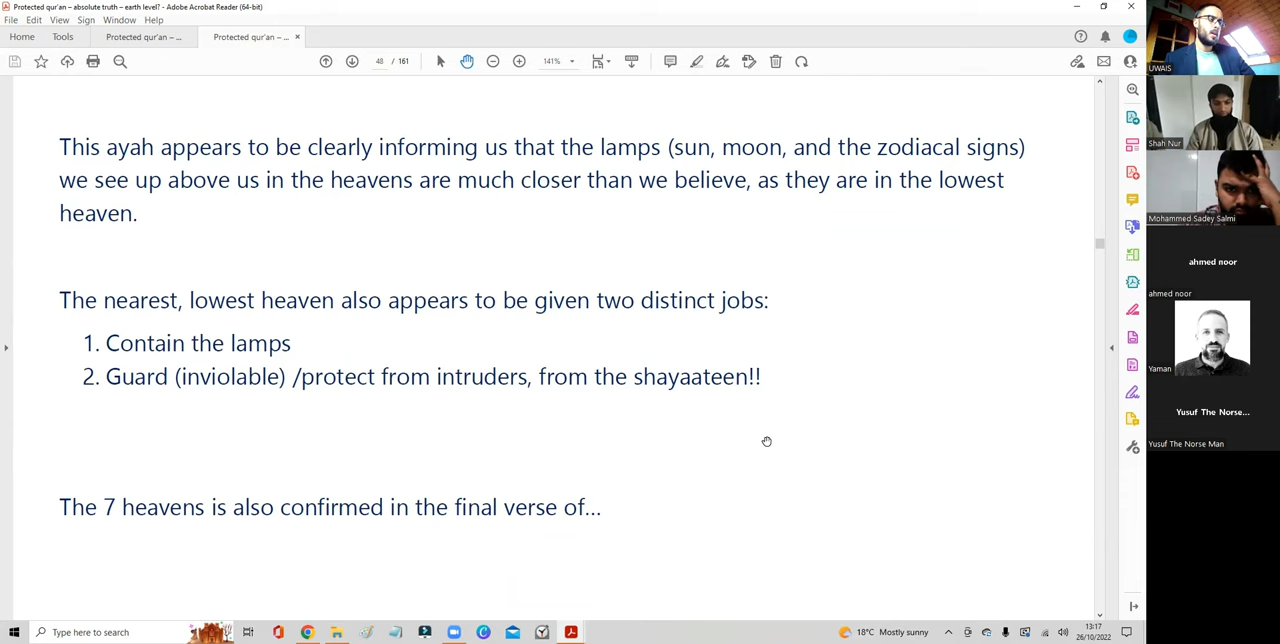 Protected qur'an – absolute truth – earth level? - Adobe Acrobat Reader (64-bit)
File Edit View Sign Window Help
Home Tools Protected qur'an – ... Protected qur'an – ... ×
48 / 161 141%
This ayah appears to be clearly informing us that the lamps (sun, moon, and the zodiacal signs)
we see up above us in the heavens are much closer than we believe, as they are in the lowest
heaven.
The nearest, lowest heaven also appears to be given two distinct jobs:
1. Contain the lamps
2. Guard (inviolable) /protect from intruders, from the shayaateen!!
The 7 heavens is also confirmed in the final verse of...
UWAIS
Shah Nur
Mohammed Sadey Salmi
ahmed noor
ahmed noor
Yaman
Yusuf The Norse...
Yusuf The Norse Man
Type here to search
18°C Mostly sunny
13:17
26/10/2022